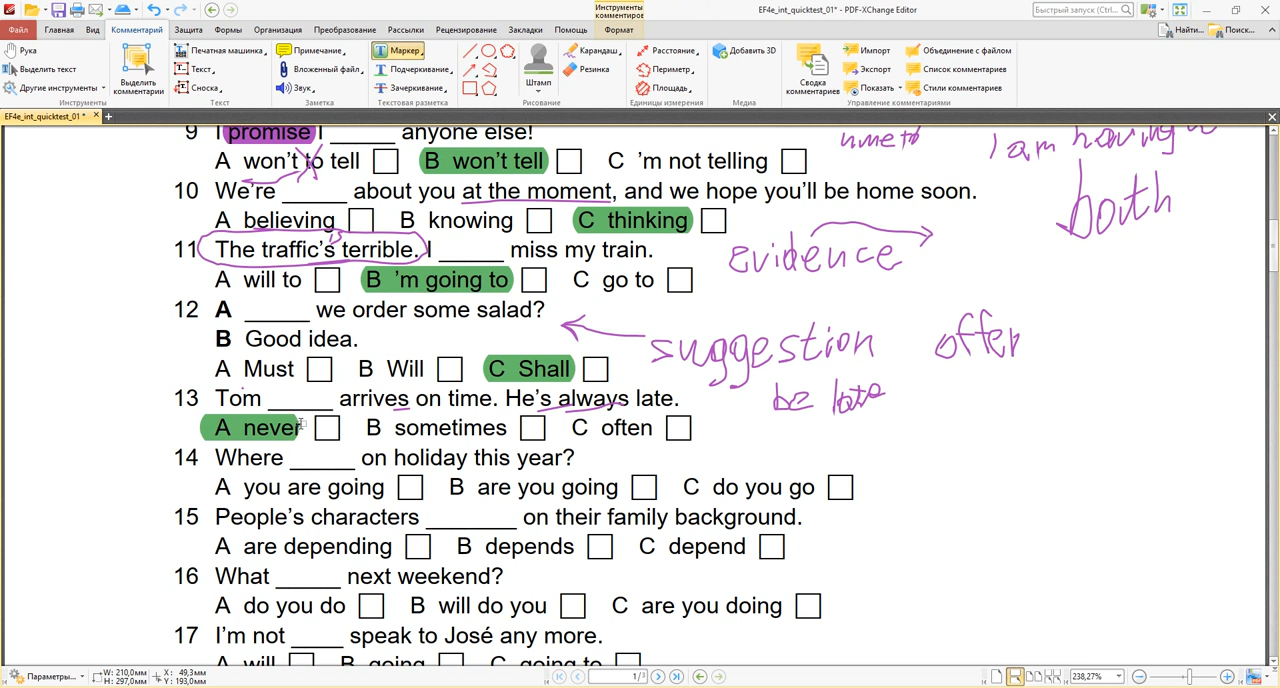 Инструменты комментариев
EF4e_int_quicktest_01* - PDF-XChange Editor
Быстрый запуск (Ctrl+...
Файл Главная Вид Комментарий Защита Формы Организация Преобразование Рассылки Рецензирование Закладки Помощь Формат
Найти... Поиск...
Рука
Выделить текст
Другие инструменты
Инструменты
Выделить комментарии
Печатная машинка
Текст
Сноска
Текст
Примечание
Вложенный файл
Звук
Заметка
Маркер
Подчеркивание
Зачеркивание
Текстовая разметка
Штамп
Карандаш
Резинка
Рисование
Расстояние
Периметр
Площадь
Единицы измерения
Добавить 3D
Медиа
Сводка комментариев
Импорт
Экспорт
Показать
Объединение с файлом
Список комментариев
Стили комментариев
Управление комментариями
EF4e_int_quicktest_01 *
9 I promise I _____ anyone else!
I am having
A won't to tell B won't tell C 'm not telling
10 We're _____ about you at the moment, and we hope you'll be home soon.
both
A believing B knowing C thinking
11 The traffic's terrible. I _____ miss my train.
is
evidence
A will to B 'm going to C go to
12 A _____ we order some salad?
B Good idea.
suggestion offer
A Must B Will C Shall
13 Tom _____ arrives on time. He's always late.
be late
A never B sometimes C often
14 Where _____ on holiday this year?
A you are going B are you going C do you go
15 People's characters _______ on their family background.
A are depending B depends C depend
16 What _____ next weekend?
A do you do B will do you C are you doing
17 I'm not ____ speak to José any more.
A will B going C going to
Параметры...
W: 210,0мм
H: 297,0мм
X: 49,3мм
Y: 193,0мм
1/1
238,27%